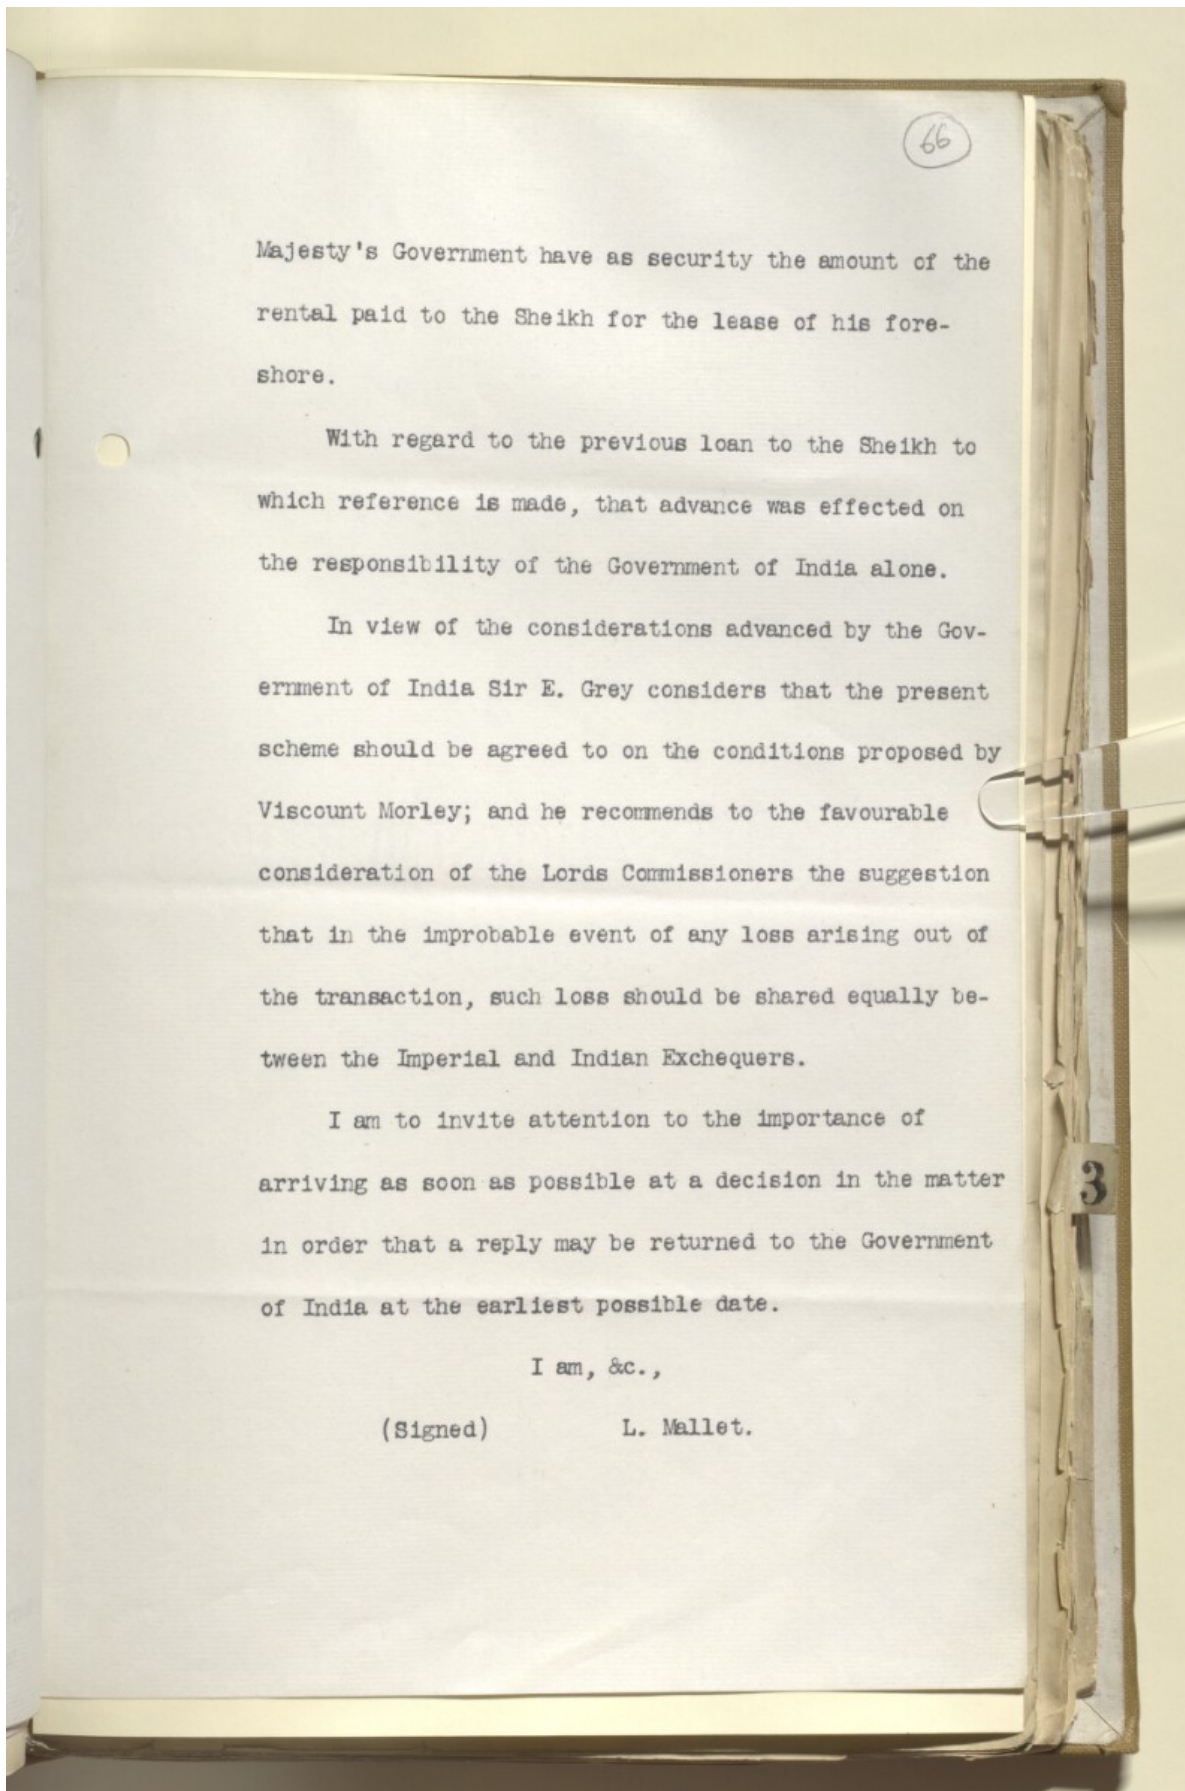 66
Majesty's Government have as security the amount of the
rental paid to the Sheikh for the lease of his fore-
shore.
With regard to the previous loan to the Sheikh to
which reference is made, that advance was effected on
the responsibility of the Government of India alone.
In view of the considerations advanced by the Gov-
ernment of India Sir E. Grey considers that the present
scheme should be agreed to on the conditions proposed by
Viscount Morley; and he recommends to the favourable
consideration of the Lords Commissioners the suggestion
that in the improbable event of any loss arising out of
the transaction, such loss should be shared equally be-
tween the Imperial and Indian Exchequers.
I am to invite attention to the importance of
arriving as soon as possible at a decision in the matter
in order that a reply may be returned to the Government
of India at the earliest possible date.
I am, &c.,
(Signed) L. Mallet.
3